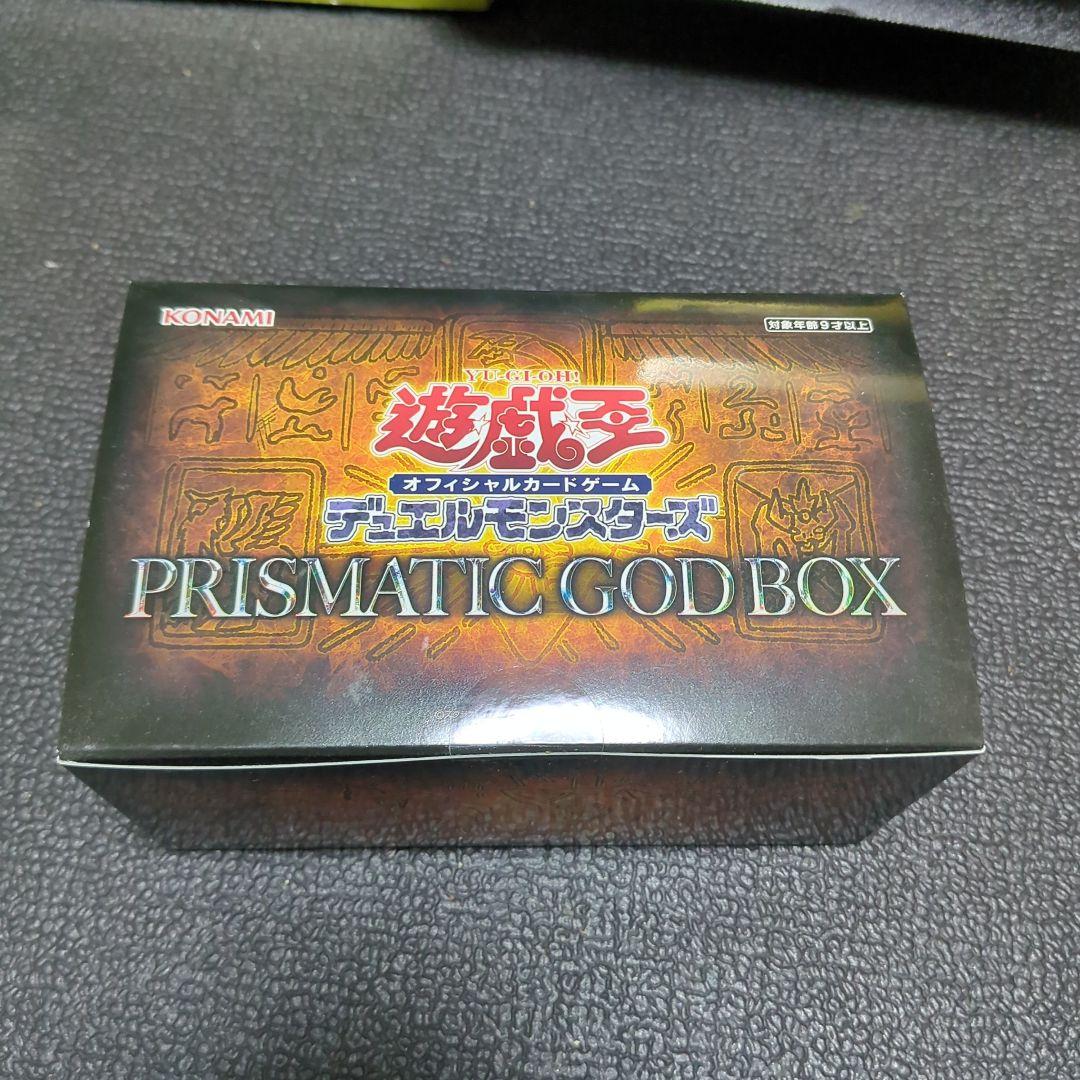 KONAMI
対象年齢9才以上
YU-GI-OH!
遊戯王
オフィシャルカードゲーム
デュエルモンスターズ
PRISMATIC GOD BOX